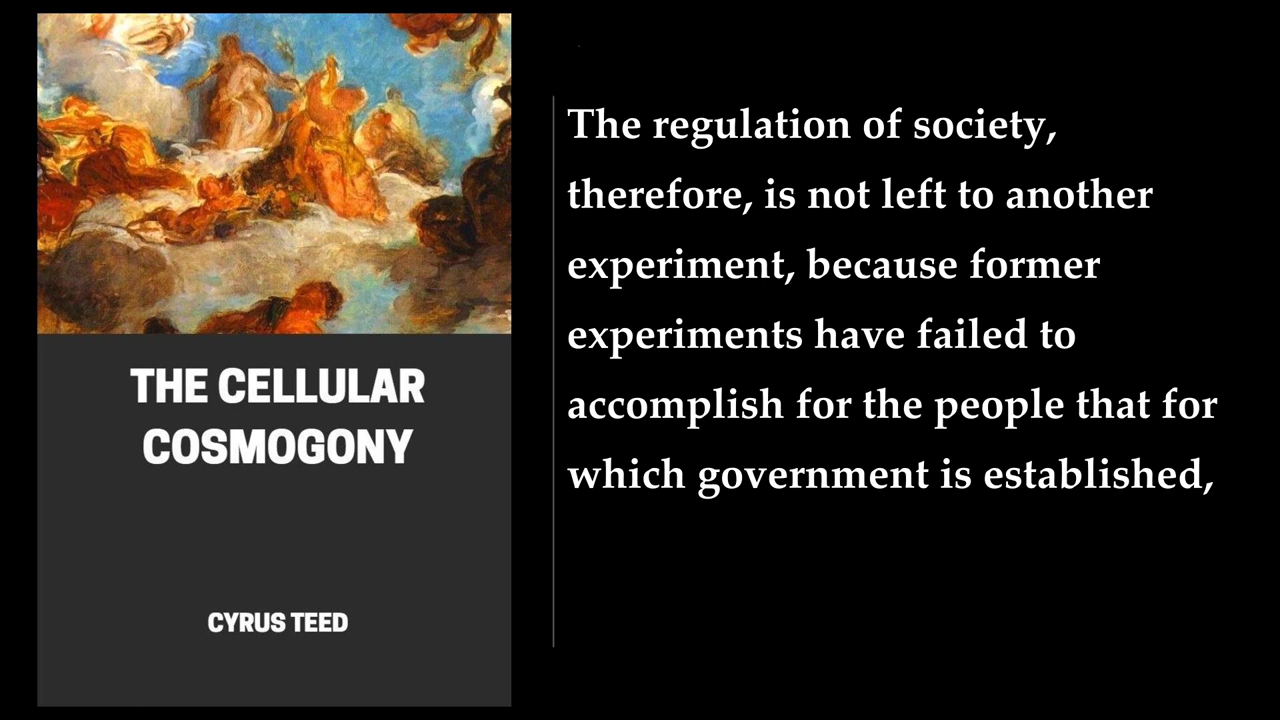 THE CELLULAR
COSMOGONY
CYRUS TEED
The regulation of society,
therefore, is not left to another
experiment, because former
experiments have failed to
accomplish for the people that for
which government is established,